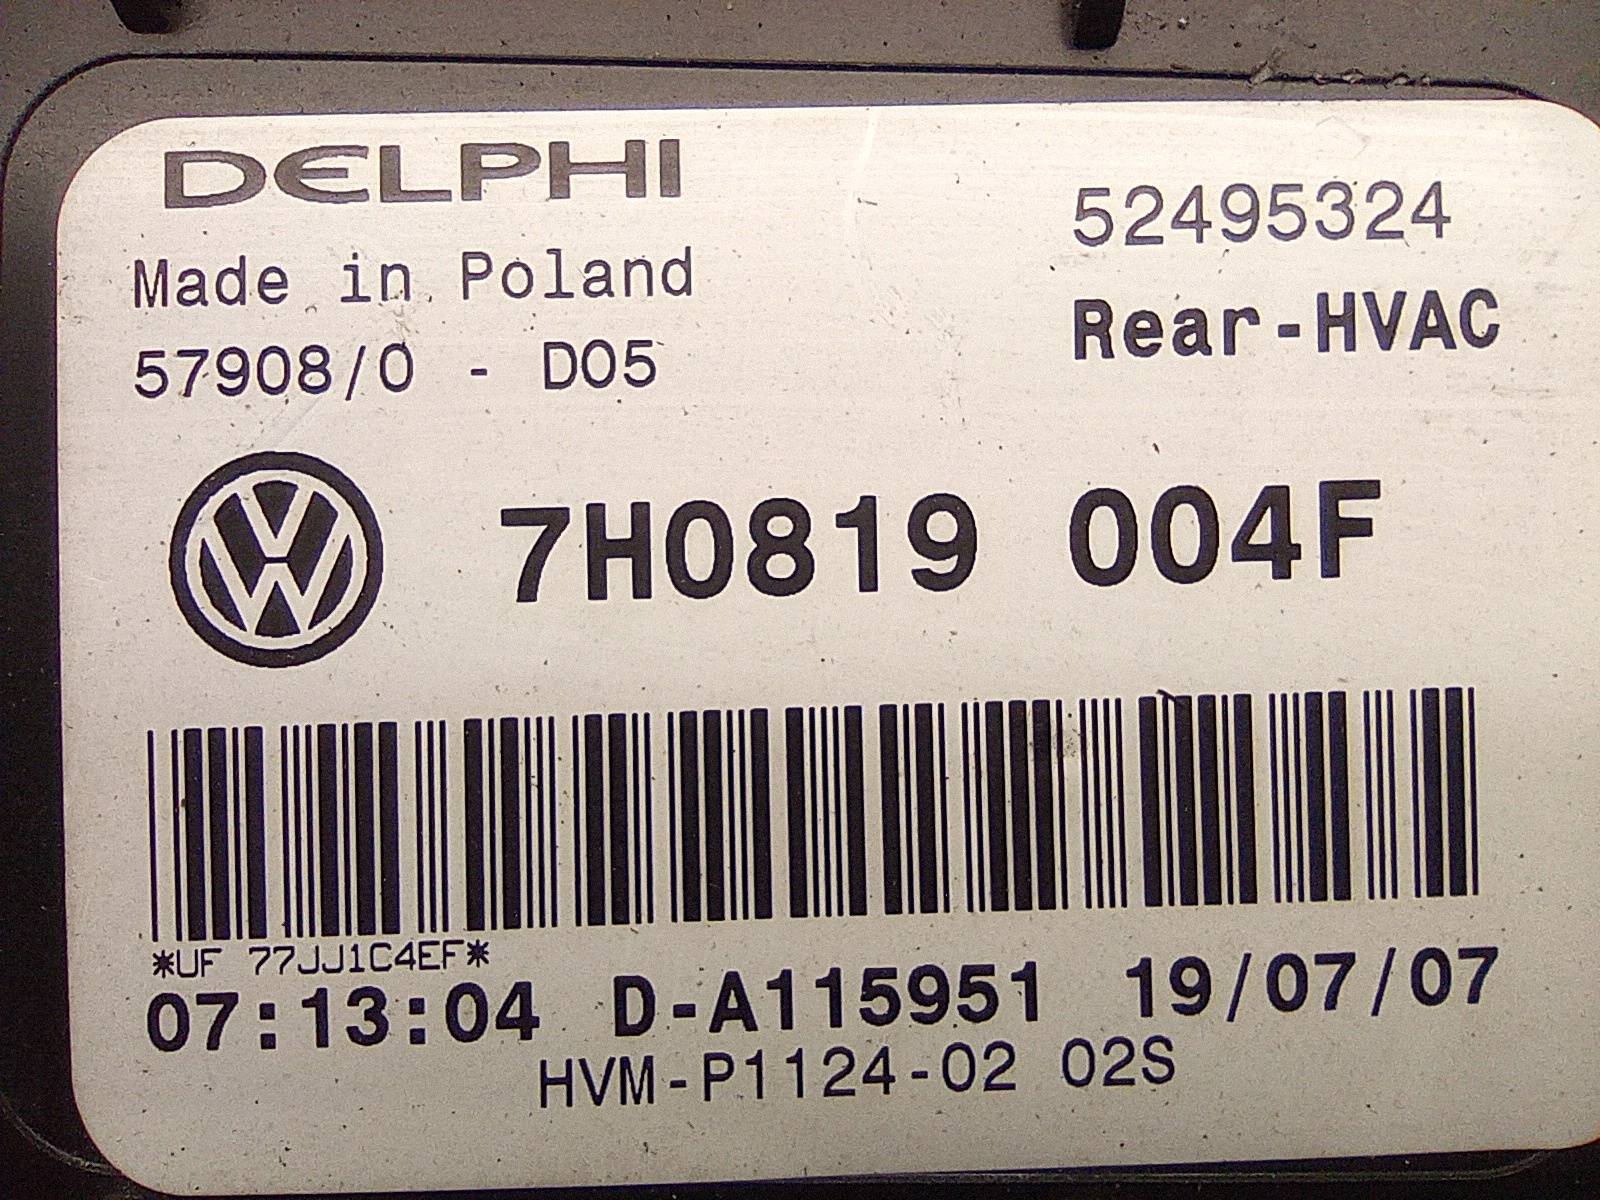 DELPHI
52495324
Made in Poland
Rear-HVAC
57908/0 - D05
7H0819 004F
*UF 77JJ1C4EF*
07:13:04 D-A115951 19/07/07
HVM-P1124-02 02S